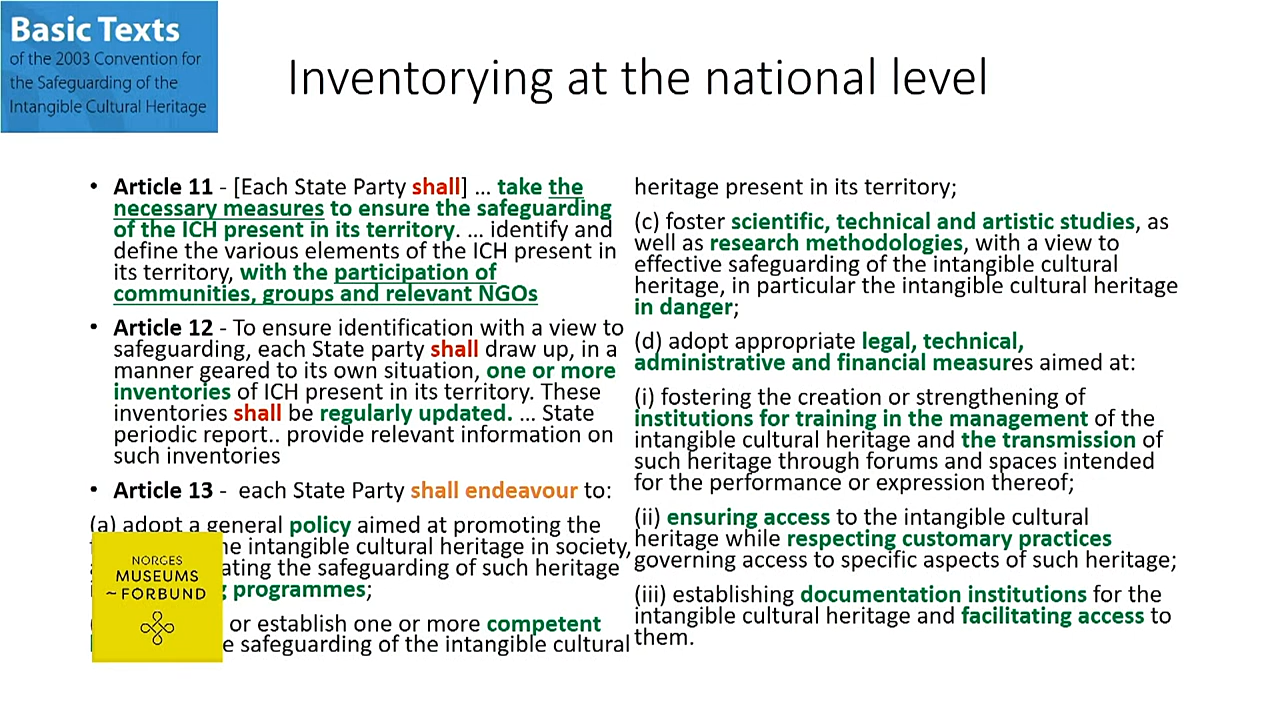 Basic Texts
of the 2003 Convention for
the Safeguarding of the
Intangible Cultural Heritage
Inventorying at the national level
• Article 11 - [Each State Party shall] ... take the
necessary measures to ensure the safeguarding
of the ICH present in its territory. ... identify and
define the various elements of the ICH present in
its territory, with the participation of
communities, groups and relevant NGOs
• Article 12 - To ensure identification with a view to
safeguarding, each State party shall draw up, in a
manner geared to its own situation, one or more
inventories of ICH present in its territory. These
inventories shall be regularly updated. ... State
periodic report.. provide relevant information on
such inventories
• Article 13 - each State Party shall endeavour to:
(a) adopt a general policy aimed at promoting the
the intangible cultural heritage in society,
the safeguarding of such heritage
programmes;
or establish one or more competent
safeguarding of the intangible cultural
NORGES
MUSEUMS
~FORBUND
heritage present in its territory;
(c) foster scientific, technical and artistic studies, as
well as research methodologies, with a view to
effective safeguarding of the intangible cultural
heritage, in particular the intangible cultural heritage
in danger;
(d) adopt appropriate legal, technical,
administrative and financial measures aimed at:
(i) fostering the creation or strengthening of
institutions for training in the management of the
intangible cultural heritage and the transmission of
such heritage through forums and spaces intended
for the performance or expression thereof;
(ii) ensuring access to the intangible cultural
heritage while respecting customary practices
governing access to specific aspects of such heritage;
(iii) establishing documentation institutions for the
intangible cultural heritage and facilitating access to
them.